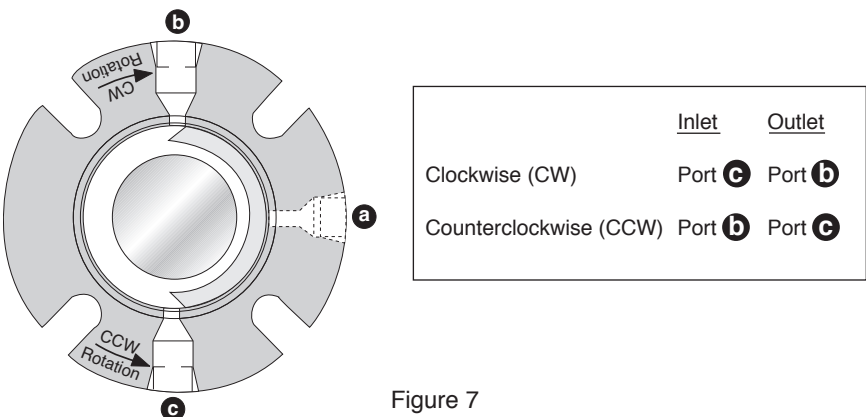 b
Rotation
CW
a
CCW
Rotation
c
Inlet Outlet
Clockwise (CW) Port c Port b
Counterclockwise (CCW) Port b Port c
Figure 7